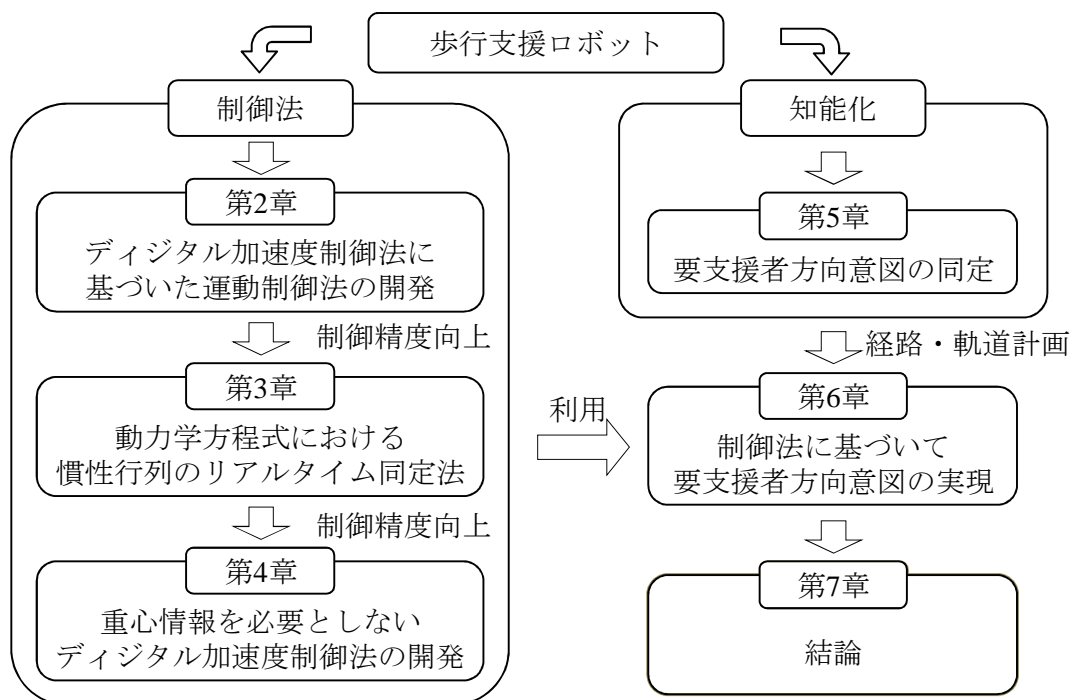 歩行支援ロボット
制御法
第2章
ディジタル加速度制御法に
基づいた運動制御法の開発
制御精度向上
第3章
動力学方程式における
慣性行列のリアルタイム同定法
制御精度向上
第4章
重心情報を必要としない
ディジタル加速度制御法の開発
利用
知能化
第5章
要支援者方向意図の同定
経路・軌道計画
第6章
制御法に基づいて
要支援者方向意図の実現
第7章
結論